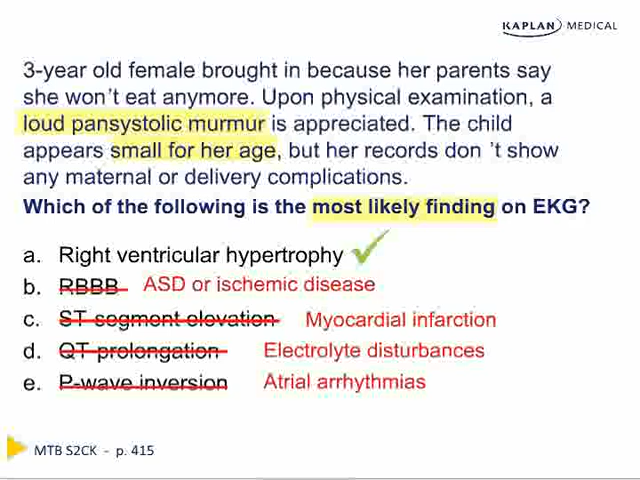 KAPLAN MEDICAL
3-year old female brought in because her parents say
she won't eat anymore. Upon physical examination, a
loud pansystolic murmur is appreciated. The child
appears small for her age, but her records don 't show
any maternal or delivery complications.
Which of the following is the most likely finding on EKG?
a. Right ventricular hypertrophy
b. RBBB ASD or ischemic disease
c. ST-segment elevation Myocardial infarction
d. QT-prolongation Electrolyte disturbances
e. P-wave inversion Atrial arrhythmias
MTB S2CK - p. 415